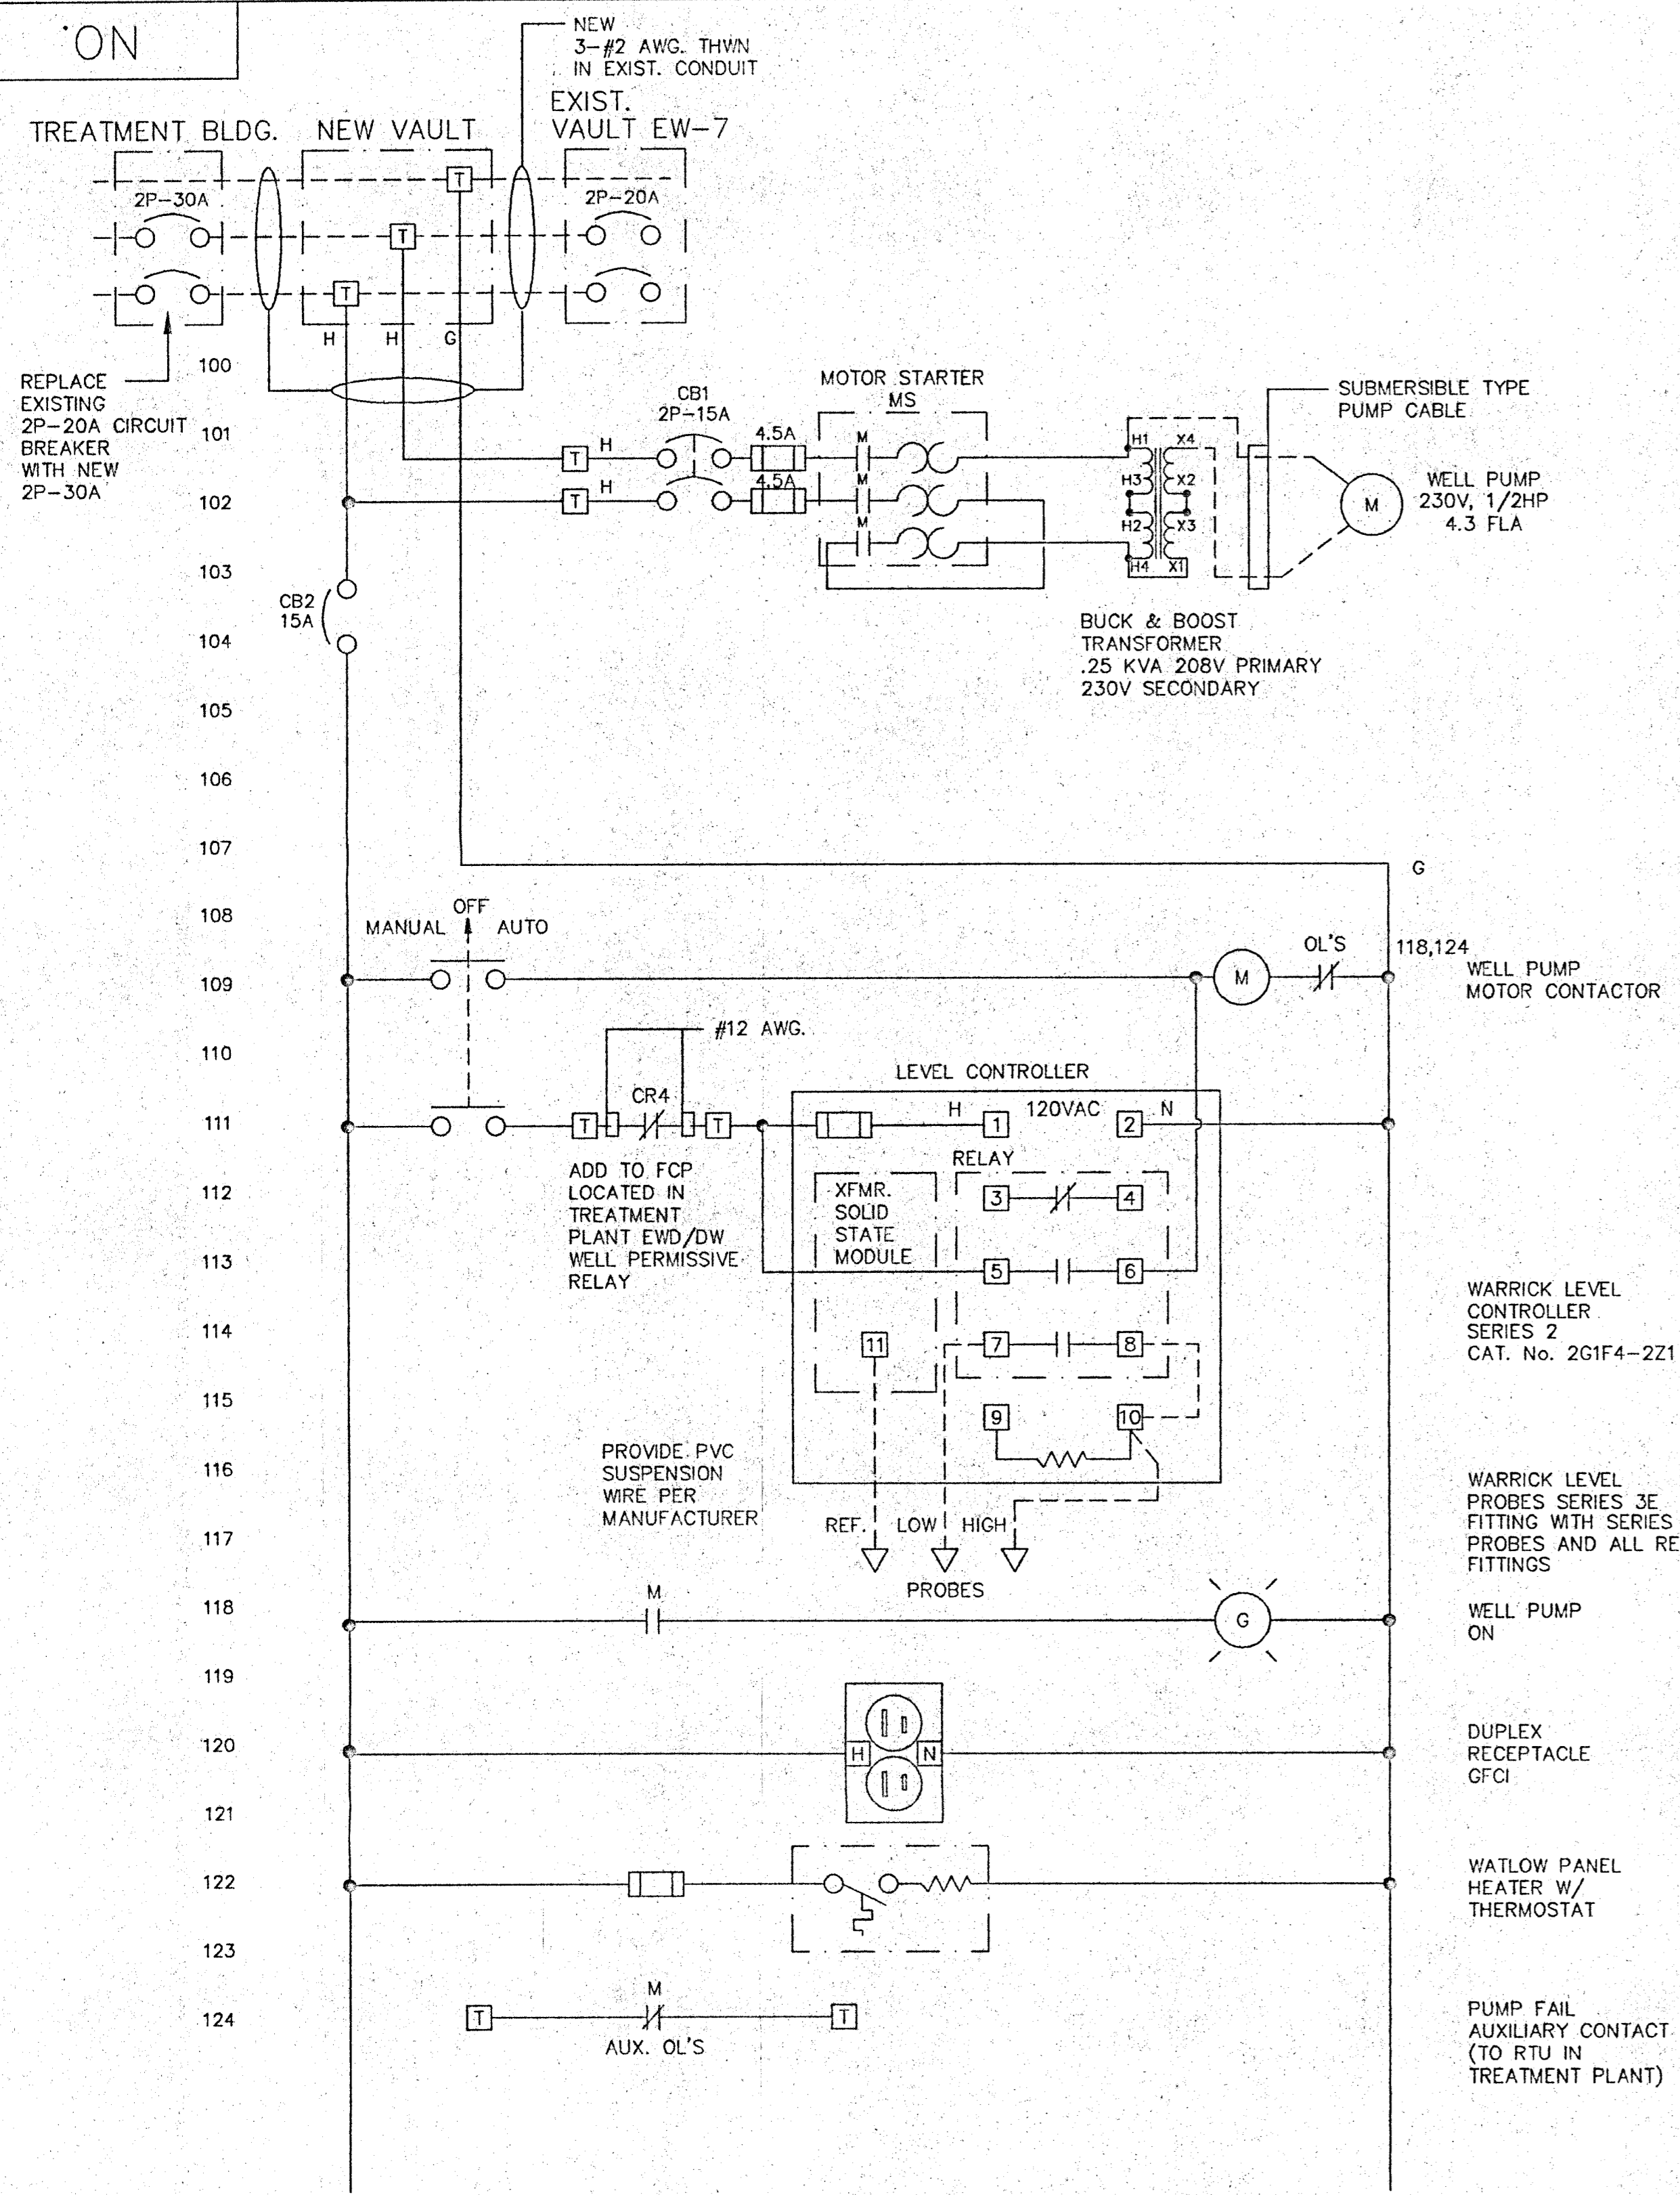 NO.
NEW
3-#2 AWG. THWN
IN EXIST. CONDUIT
TREATMENT BLDG.
NEW VAULT
EXIST.
VAULT EW-7
T
2P-30A
2P-20A
T
T
H
H
G
100
REPLACE
EXISTING
2P-20A CIRCUIT
BREAKER
WITH NEW
2P-30A
MOTOR STARTER
MS
SUBMERSIBLE TYPE
PUMP CABLE
CB1
2P-15A
101
T
H
4.5A
M
H1
X4
H3
X2
102
T
H
4.5A
M
H2
X3
M
WELL PUMP
230V, 1/2HP
4.3 FLA
M
H4
X1
103
CB2
15A
104
BUCK & BOOST
TRANSFORMER
.25 KVA 208V PRIMARY
230V SECONDARY
105
106
107
G
108
OFF
MANUAL
AUTO
OL'S
118,124
109
M
WELL PUMP
MOTOR CONTACTOR
#12 AWG.
110
LEVEL CONTROLLER
111
T
CR4
T
H
1
120VAC
2
N
ADD TO FCP
LOCATED IN
TREATMENT
PLANT EWD/DW
WELL PERMISSIVE
RELAY
RELAY
112
XFMR.
SOLID
STATE
MODULE
3
4
113
5
6
WARRICK LEVEL
CONTROLLER
SERIES 2
CAT. No. 2G1F4-2Z1
114
11
7
8
115
9
10
116
PROVIDE PVC
SUSPENSION
WIRE PER
MANUFACTURER
WARRICK LEVEL
PROBES SERIES 3E
FITTING WITH SERIES
PROBES AND ALL RE
FITTINGS
117
REF.
LOW
HIGH
PROBES
118
M
G
WELL PUMP
ON
119
120
H
N
DUPLEX
RECEPTACLE
GFCI
121
122
WATLOW PANEL
HEATER W/
THERMOSTAT
123
124
T
M
T
AUX. OL'S
PUMP FAIL
AUXILIARY CONTACT
(TO RTU IN
TREATMENT PLANT)